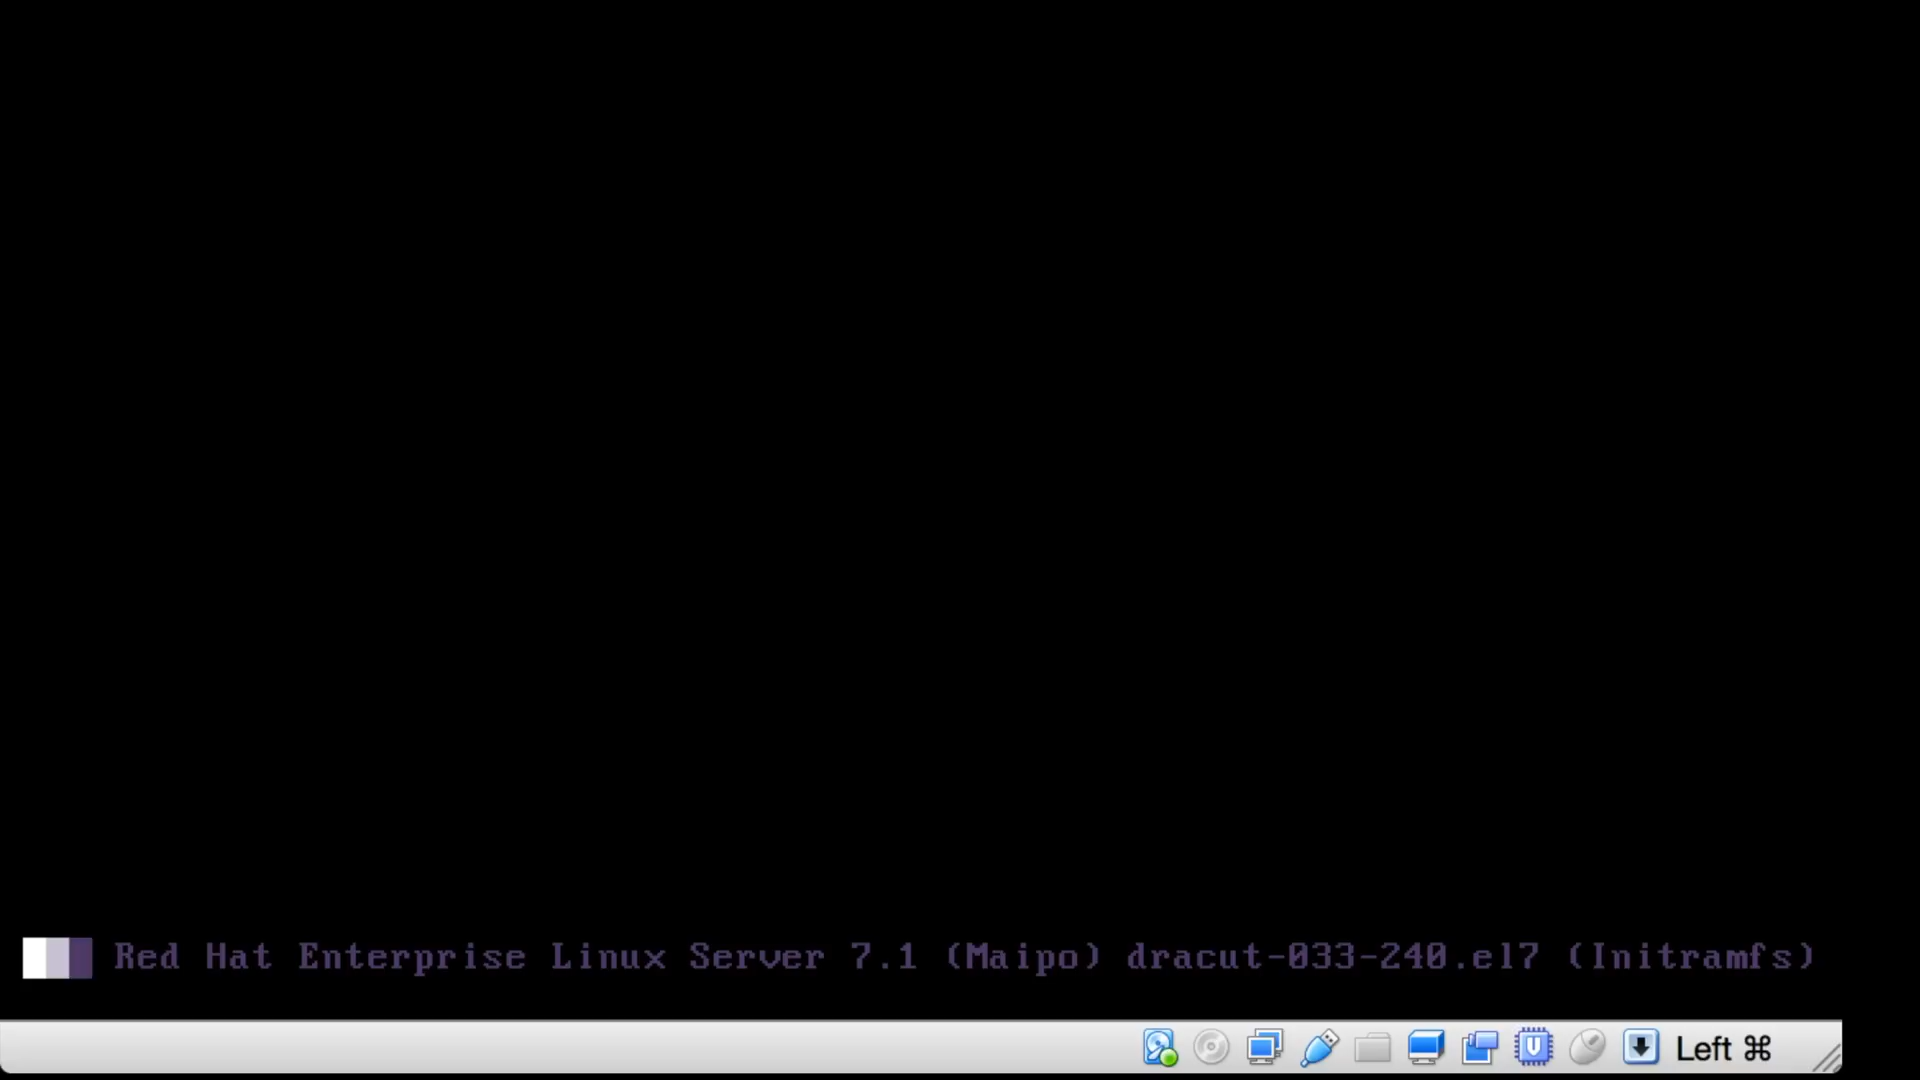 Red Hat Enterprise Linux Server 7.1 (Maipo) dracut-033-240.el7 (Initramfs)
Left ⌘